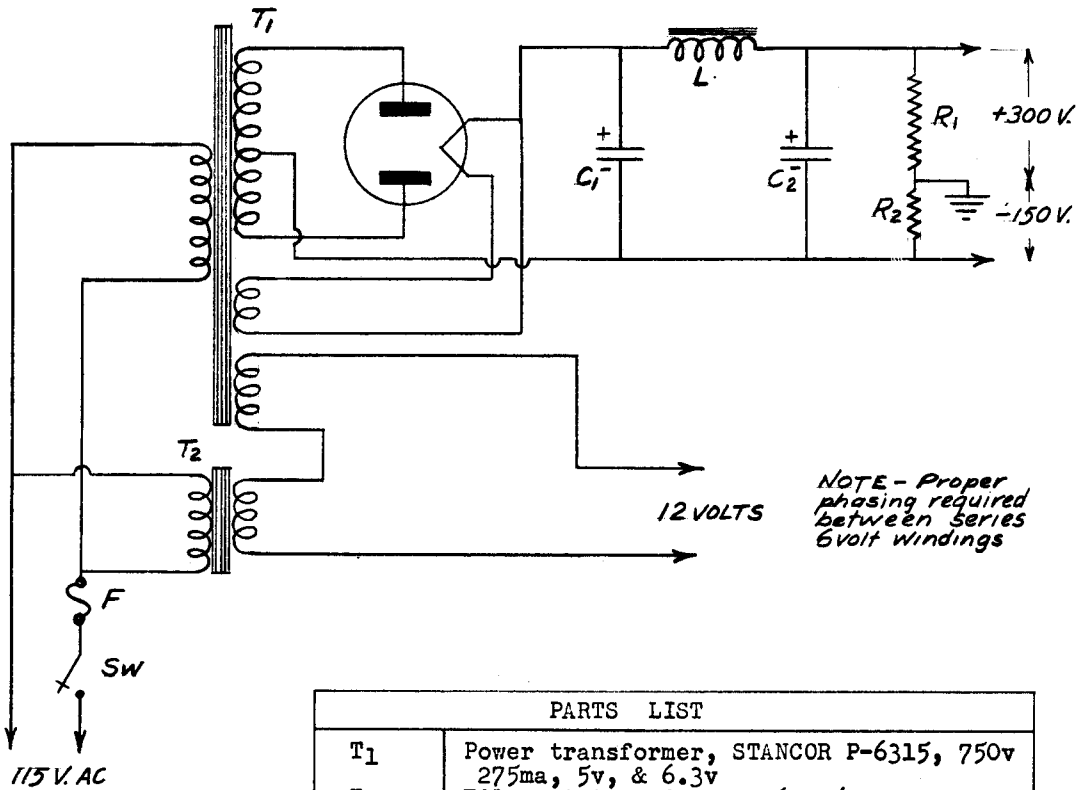 T1
L
+
C1 -
+
C2 -
R1
R2
+300 V.
-150 V.
T2
12 VOLTS
NOTE - Proper
phasing required
between series
6volt windings
F
SW
115 V. AC
PARTS LIST
T1 Power transformer, STANCOR P-6315, 750v
275ma, 5v, & 6.3v